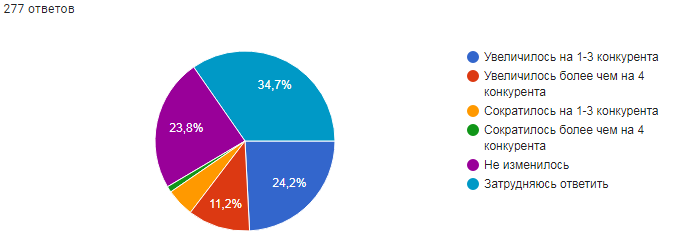 277 ответов
34,7%
23,8%
24,2%
11,2%
Увеличилось на 1-3 конкурента
Увеличилось более чем на 4
конкурента
Сократилось на 1-3 конкурента
Сократилось более чем на 4
конкурента
Не изменилось
Затрудняюсь ответить